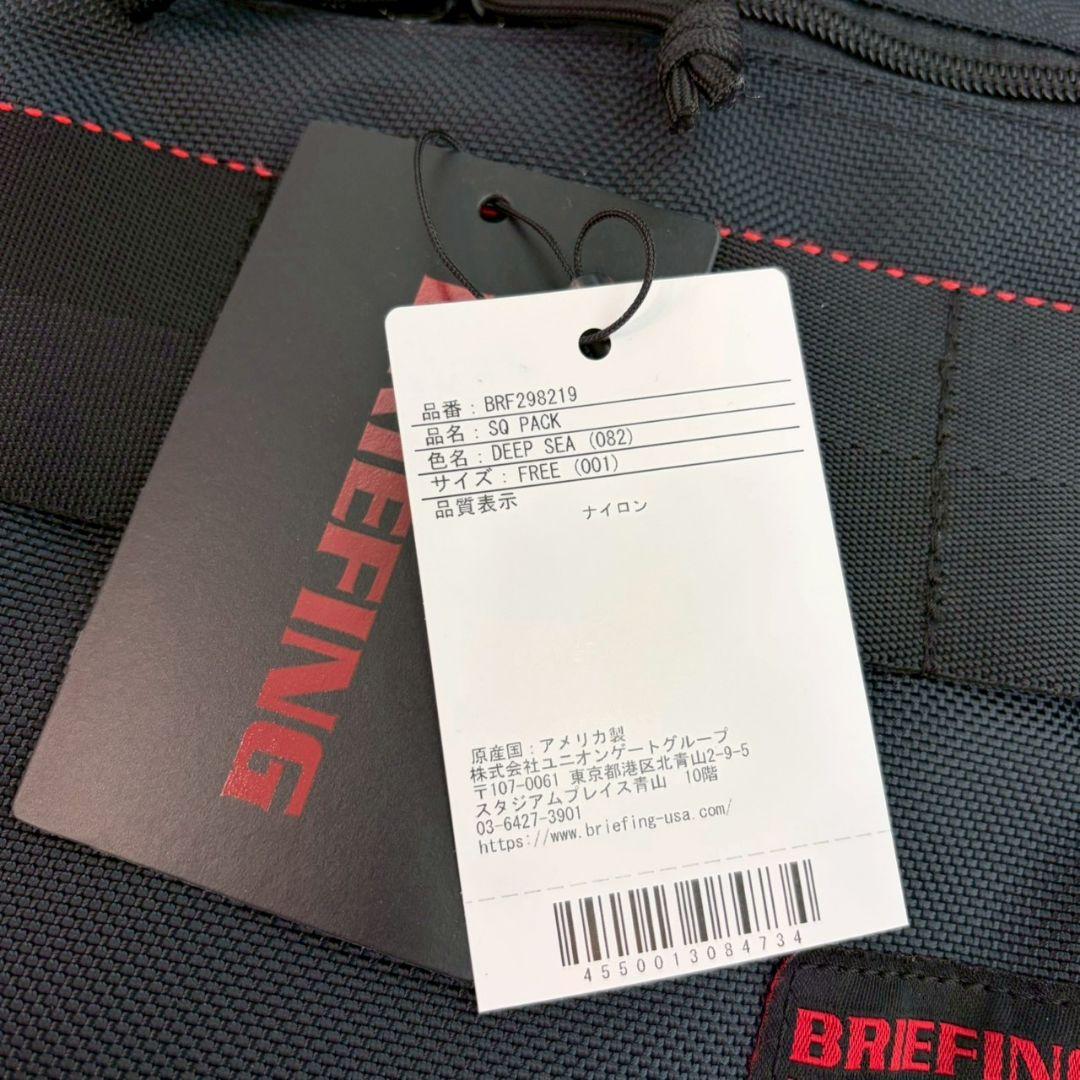 BRIEFING
品番：BRF298219
品名：SQ PACK
色名：DEEP SEA (082)
サイズ：FREE (001)
品質表示
ナイロン
原産国：アメリカ製
株式会社ユニオンゲートグループ
〒107-0061 東京都港区北青山2-9-5
スタジアムプレイス青山 10階
03-6427-3901
https://www.briefing-usa.com/
4550013084734
BRIEFING